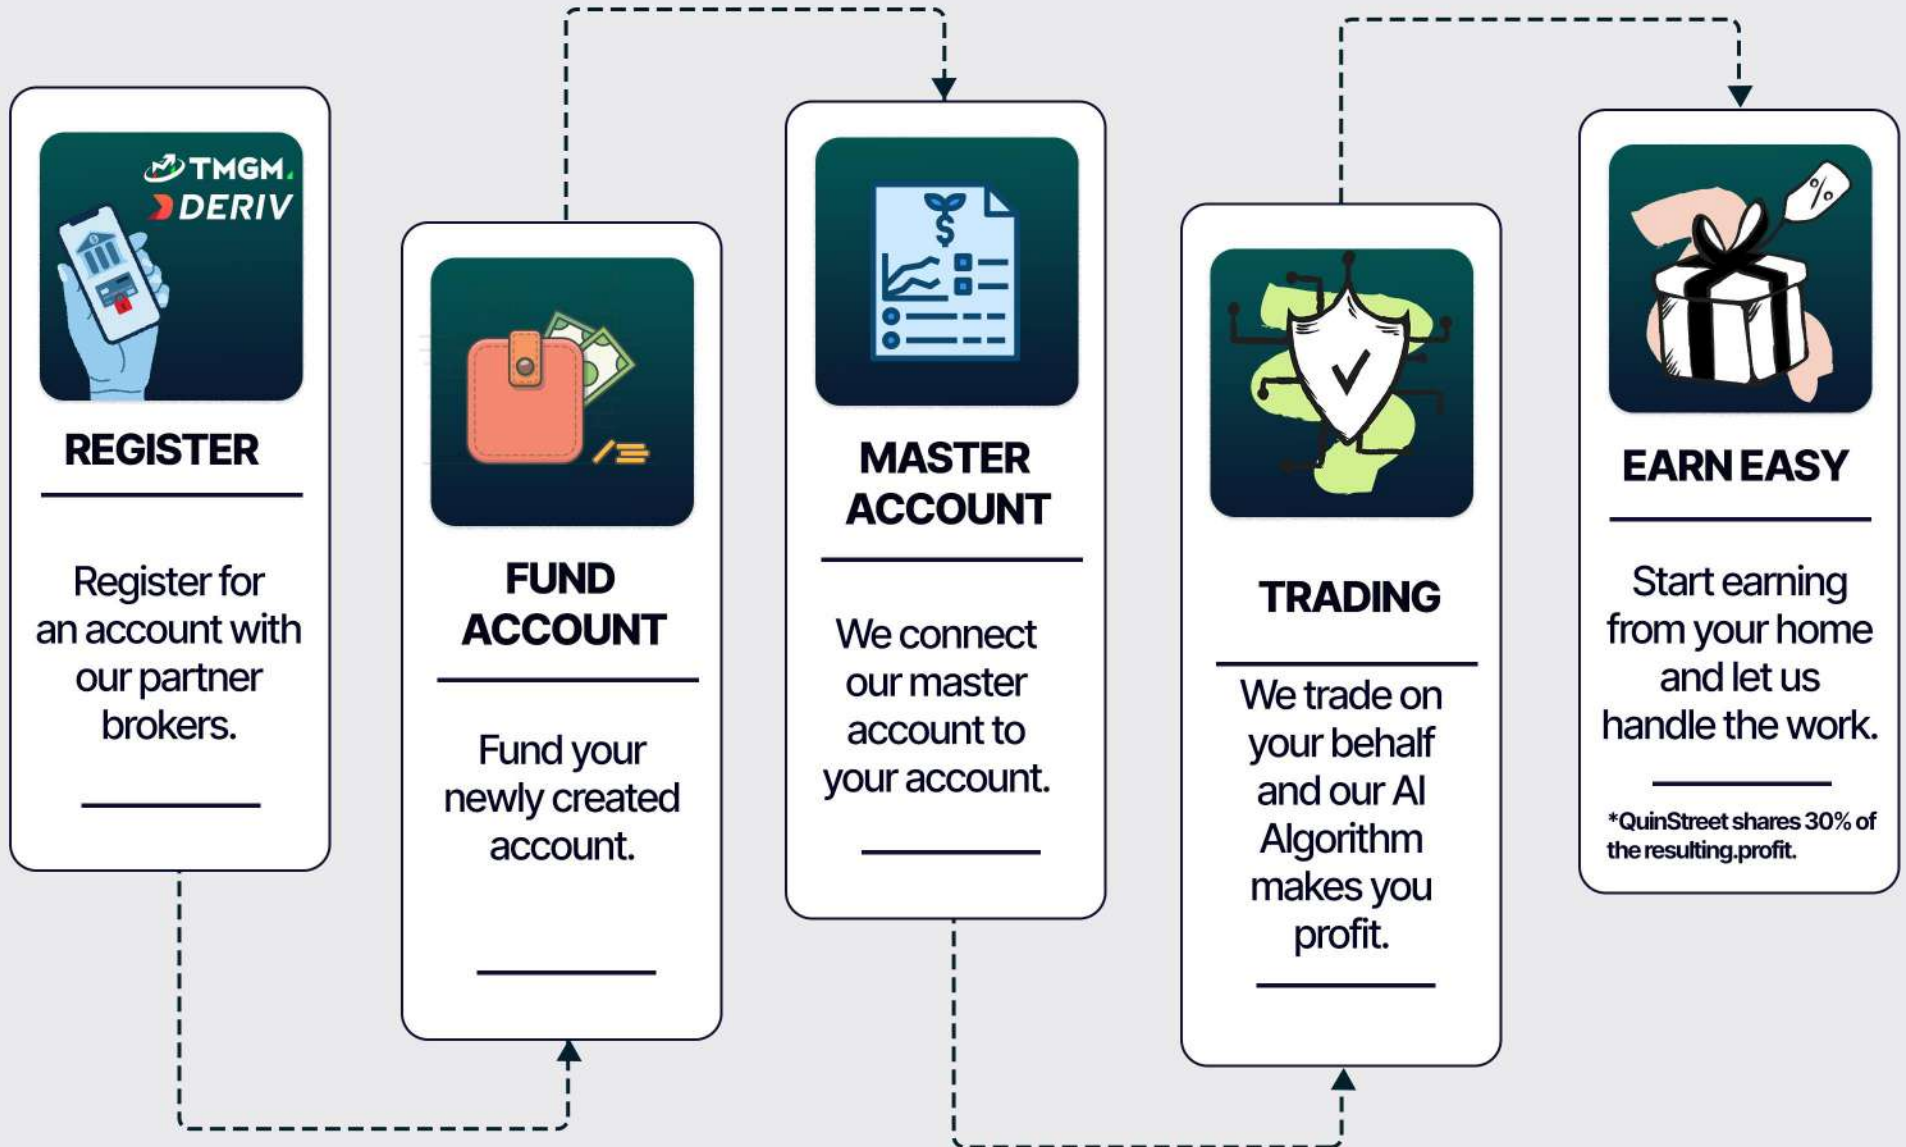 TMGM.
DERIV
REGISTER
Register for
an account with
our partner
brokers.
FUND
ACCOUNT
Fund your
newly created
account.
MASTER
ACCOUNT
We connect
our master
account to
your account.
TRADING
We trade on
your behalf
and our AI
Algorithm
makes you
profit.
EARN EASY
Start earning
from your home
and let us
handle the work.
*QuinStreet shares 30% of
the resulting.profit.